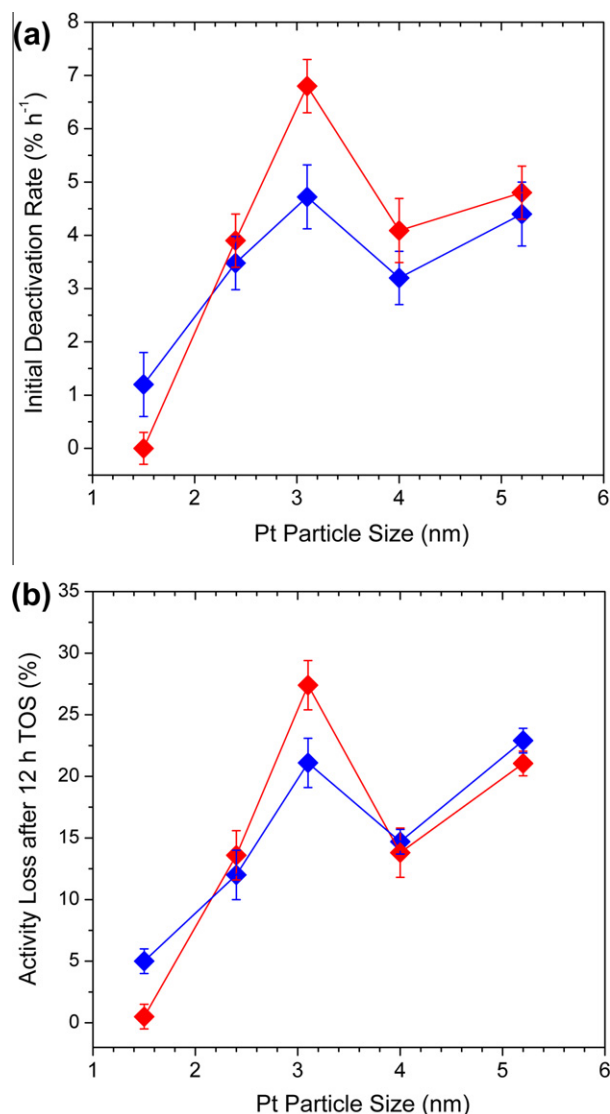 (a)
8
7
6
5
4
3
2
1
0
Initial Deactivation Rate (% h⁻¹)
1 2 3 4 5 6
Pt Particle Size (nm)
(b)
35
30
25
20
15
10
5
0
Activity Loss after 12 h TOS (%)
1 2 3 4 5 6
Pt Particle Size (nm)